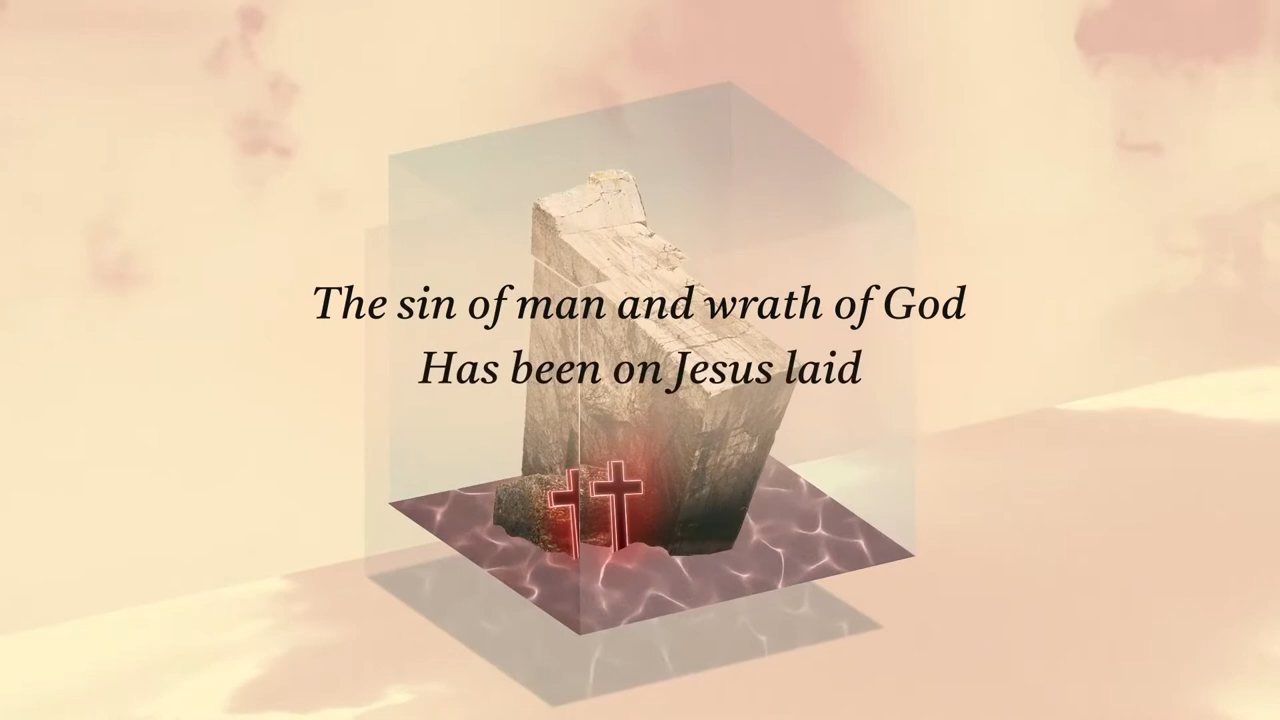 The sin of man and wrath of God
Has been on Jesus laid